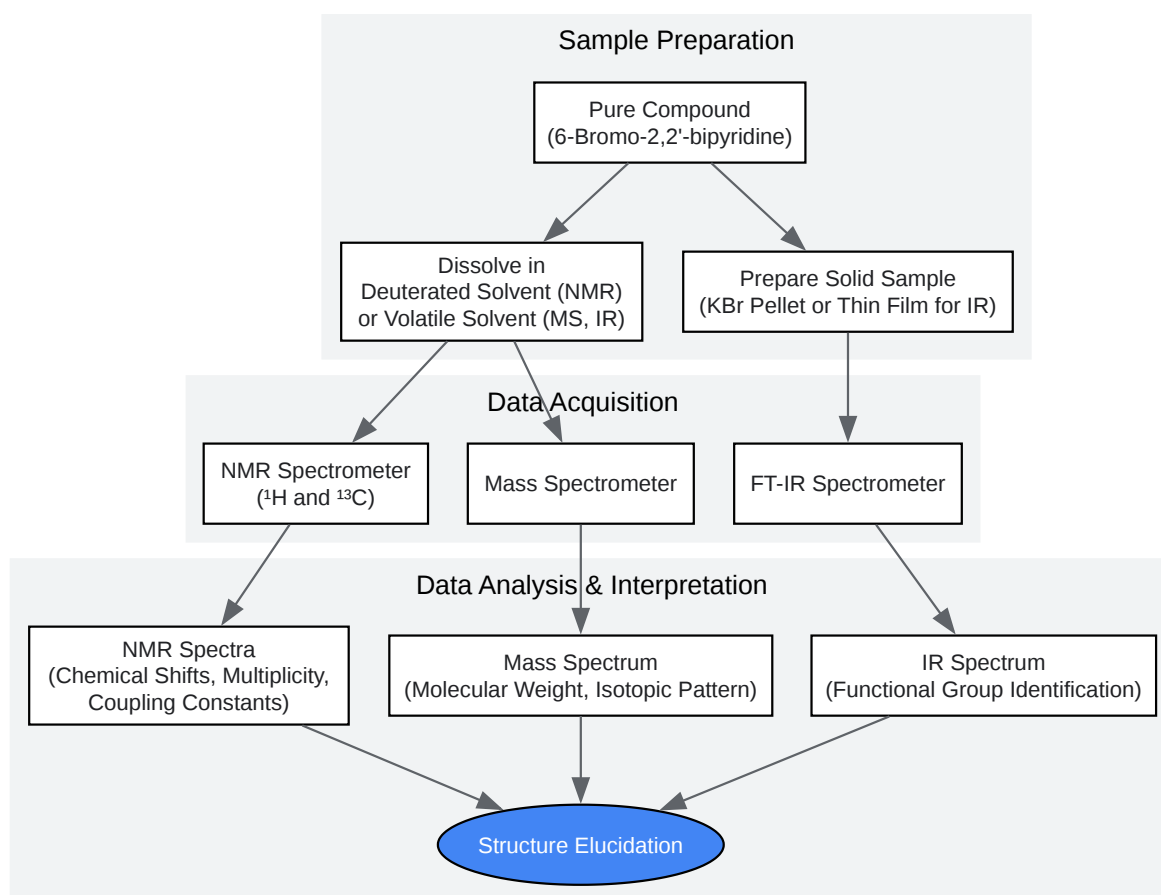 Sample Preparation
Pure Compound
(6-Bromo-2,2'-bipyridine)
Dissolve in
Deuterated Solvent (NMR)
or Volatile Solvent (MS, IR)
Prepare Solid Sample
(KBr Pellet or Thin Film for IR)
Data Acquisition
NMR Spectrometer
(¹H and ¹³C)
Mass Spectrometer
FT-IR Spectrometer
Data Analysis & Interpretation
NMR Spectra
(Chemical Shifts, Multiplicity,
Coupling Constants)
Mass Spectrum
(Molecular Weight, Isotopic Pattern)
IR Spectrum
(Functional Group Identification)
Structure Elucidation